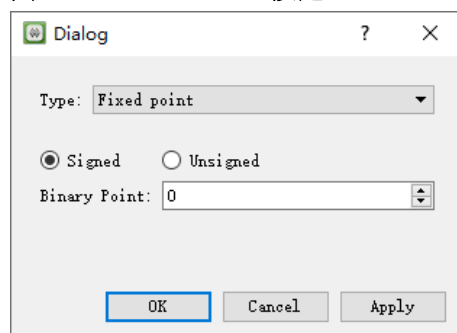 Dialog ?
Type: Fixed point
Signed Unsigned
Binary Point: 0
OK Cancel Apply